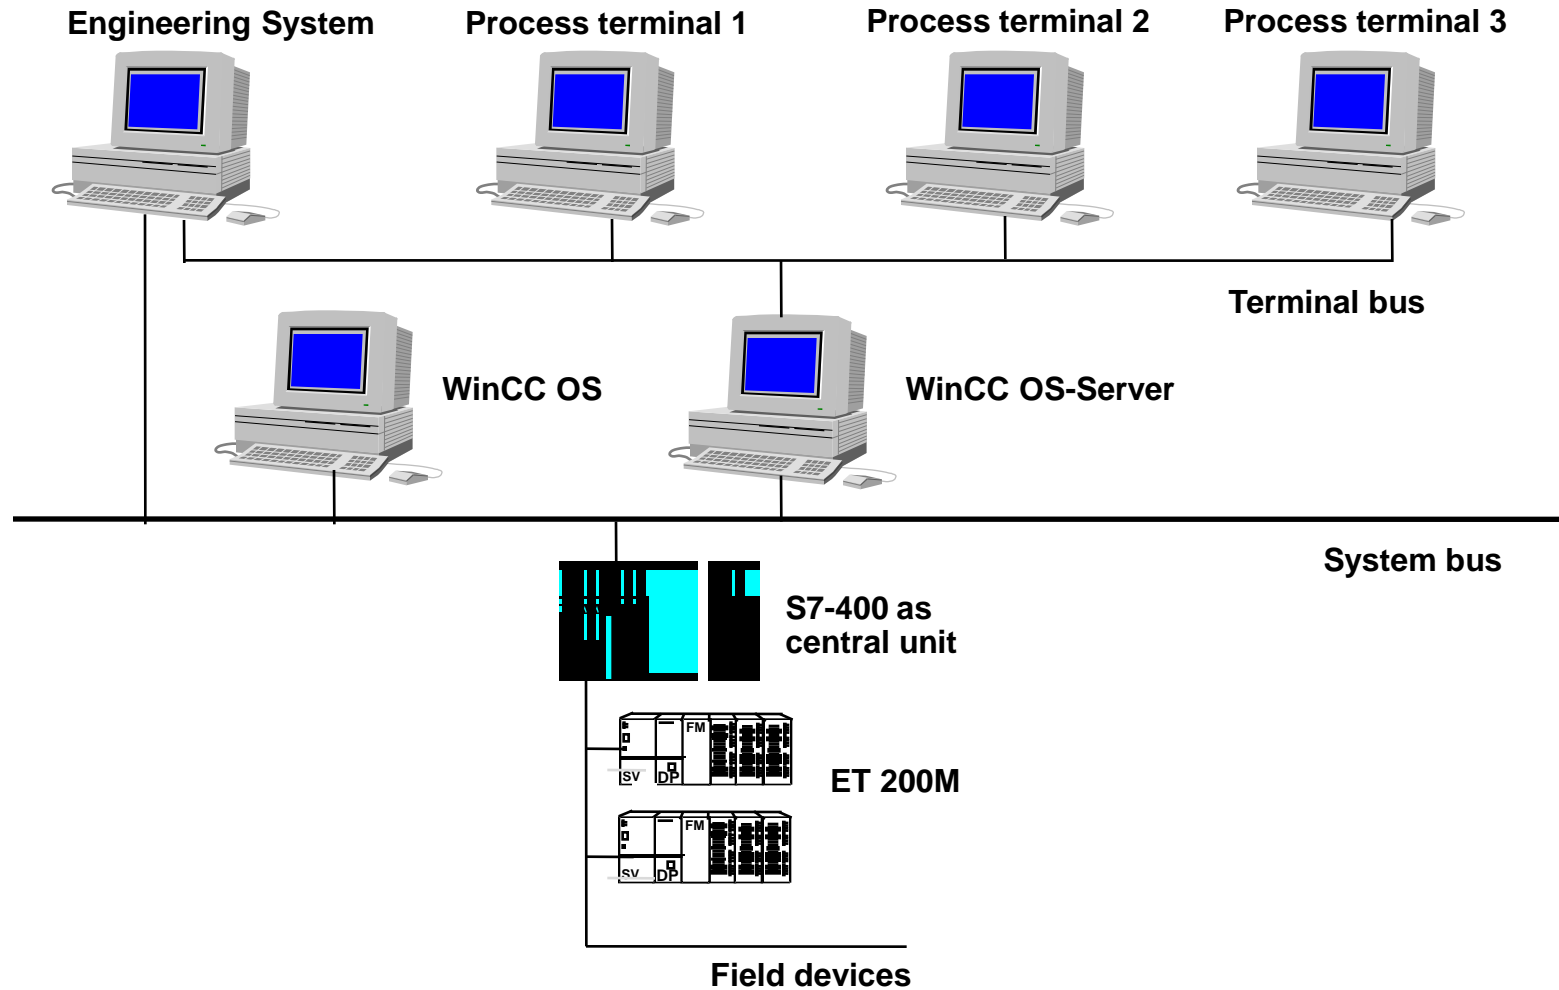 Engineering System
Process terminal 1
Process terminal 2
Process terminal 3
Terminal bus
WinCC OS
WinCC OS-Server
System bus
S7-400 as
central unit
FM
SV
DP
ET 200M
FM
SV
DP
Field devices